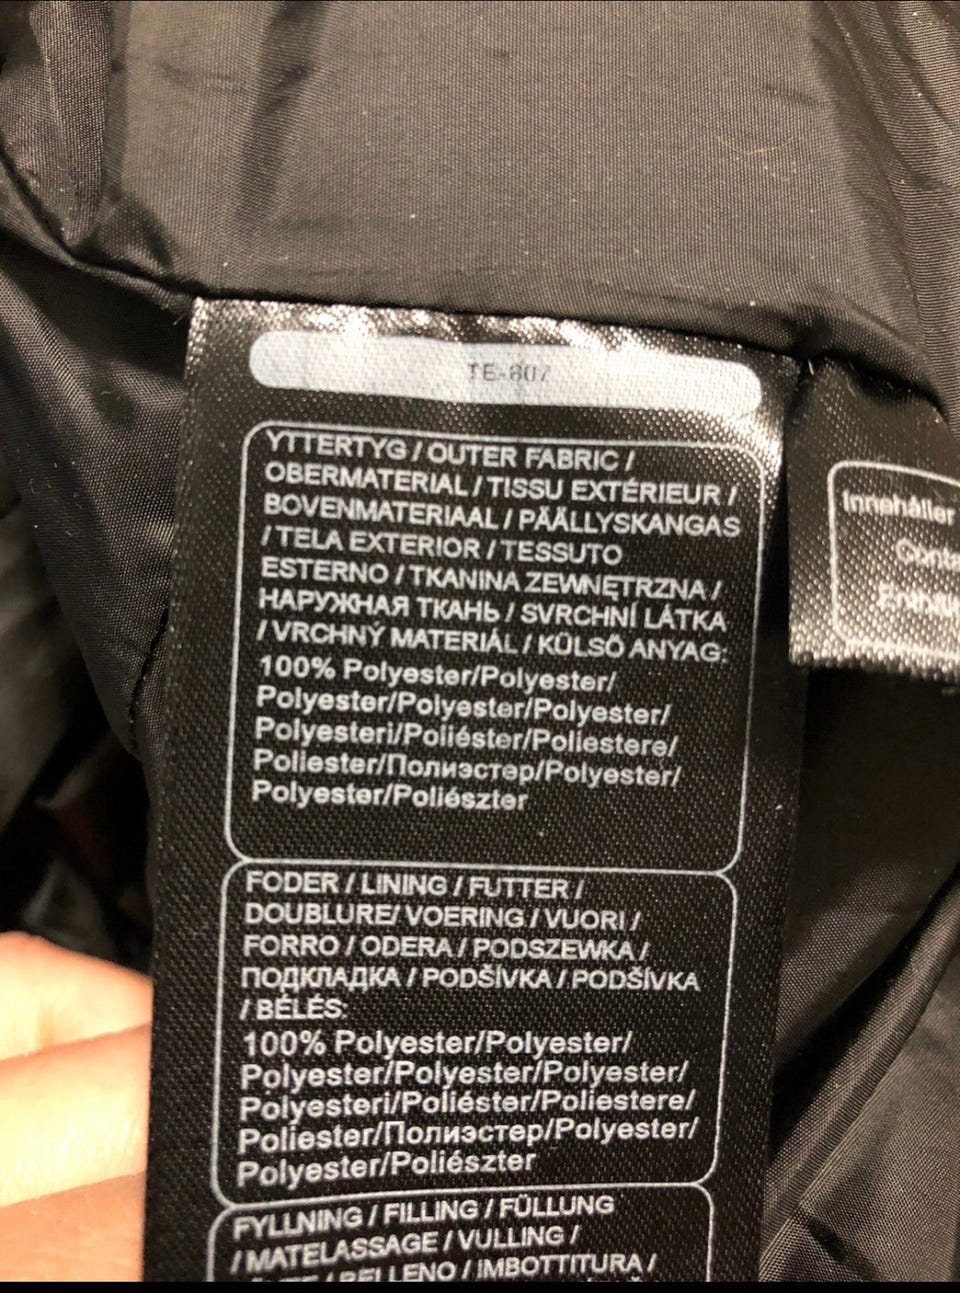 TE-607
YTTERTYG / OUTER FABRIC /
OBERMATERIAL / TISSU EXTÉRIEUR /
BOVENMATERIAAL / PÄÄLLYSKANGAS
/ TELA EXTERIOR / TESSUTO
ESTERNO / TKANINA ZEWNĘTRZNA /
НАРУЖНАЯ ТКАНЬ / SVRCHNÍ LÁTKA
/ VRCHNÝ MATERIÁL / KÜLSŐ ANYAG:
100% Polyester/Polyester/
Polyester/Polyester/Polyester/
Polyesteri/Poliéster/Poliestere/
Poliester/Полиэстер/Polyester/
Polyester/Poliészter
FODER / LINING / FUTTER /
DOUBLURE/ VOERING / VUORI /
FORRO / ODERA / PODSZEWKA /
ПОДКЛАДКА / PODŠÍVKA / PODŠÍVKA
/ BÉLÉS:
100% Polyester/Polyester/
Polyester/Polyester/Polyester/
Polyesteri/Poliéster/Poliestere/
Poliester/Полиэстер/Polyester/
Polyester/Poliészter
FYLLNING / FILLING / FÜLLUNG
/ MATELASSAGE / VULLING /
/ RELLENO / IMBOTTITURA /
Innehåller